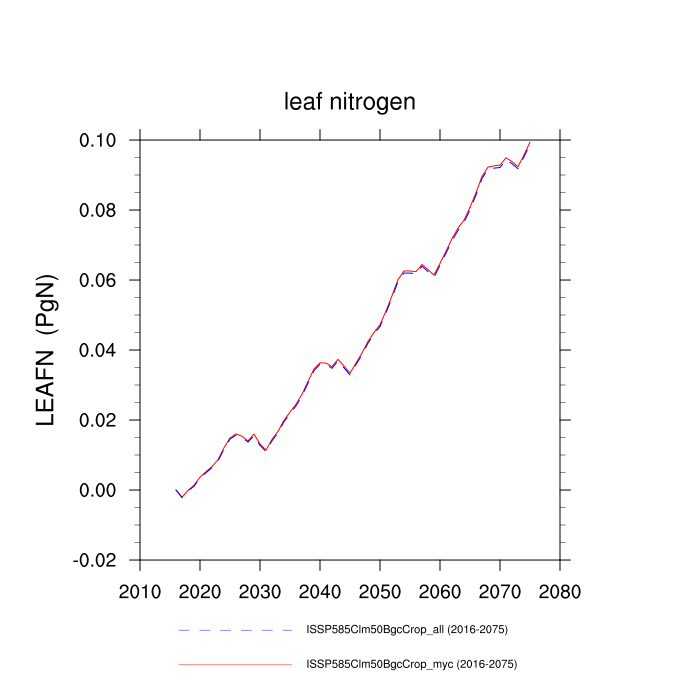 leaf nitrogen
LEAFN (PgN)
0.10
0.08
0.06
0.04
0.02
0.00
-0.02
2010 2020 2030 2040 2050 2060 2070 2080
ISSP585Clm50BgcCrop_all (2016-2075)
ISSP585Clm50BgcCrop_myc (2016-2075)